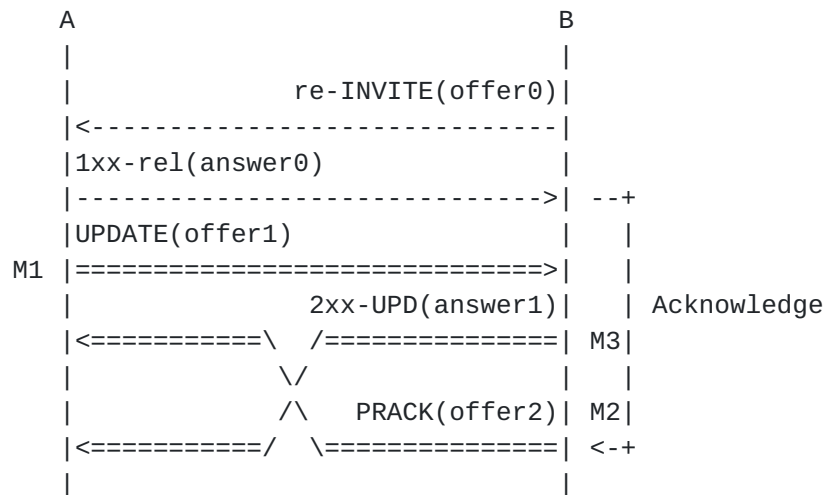 A B
re-INVITE(offer0)
<-------------------------------
1xx-rel(answer0)
------------------------------> --+
UPDATE(offer1)
M1 ==============================>
2xx-UPD(answer1) Acknowledge
<===========\ /=============== M3
\/
/\ PRACK(offer2) M2
<===========/ \=============== <-+